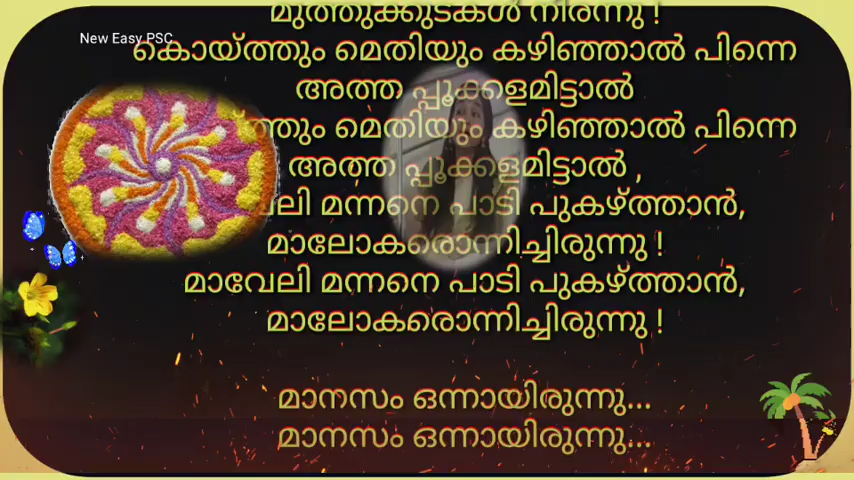 മുത്തുക്കുടകൾ നിരന്നു !
New Easy PSC
കൊയ്ത്തും മെതിയും കഴിഞ്ഞാൽ പിന്നെ
അത്ത പ്പൂക്കളമിട്ടാൽ
മെതിയും കഴിഞ്ഞാൽ പിന്നെ
അത്ത പ്പൂക്കളമിട്ടാൽ ,
മന്നനെ പാടി പുകഴ്ത്താൻ,
മാലോകരൊന്നിച്ചിരുന്നു !
മാവേലി മന്നനെ പാടി പുകഴ്ത്താൻ,
മാലോകരൊന്നിച്ചിരുന്നു !
മാനസം ഒന്നായിരുന്നു...
മാനസം ഒന്നായിരുന്നു...